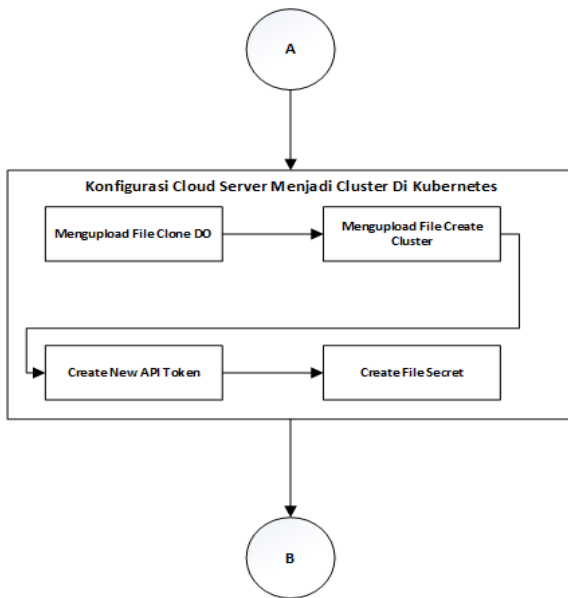 A
Konfigurasi Cloud Server Menjadi Cluster Di Kubernetes
Mengupload File Clone DO
Mengupload File Create
Cluster
Create New API Token
Create File Secret
B